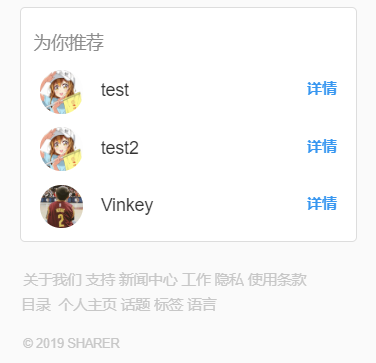 为你推荐
test 详情
test2 详情
Vinkey 详情
关于我们 支持 新闻中心 工作 隐私 使用条款
目录 个人主页 话题 标签 语言
© 2019 SHARER